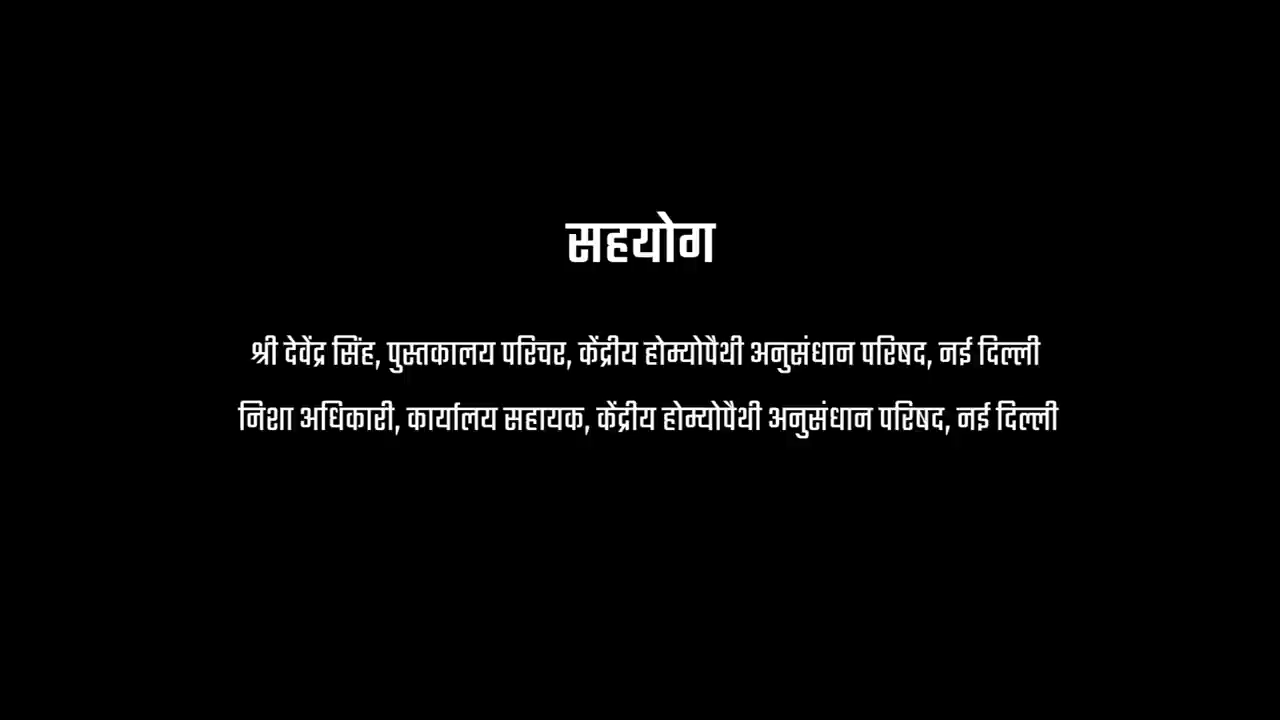 सहयोग
श्री देवेंद्र सिंह, पुस्तकालय परिचर, केंद्रीय होम्योपैथी अनुसंधान परिषद, नई दिल्ली
निशा अधिकारी, कार्यालय सहायक, केंद्रीय होम्योपैथी अनुसंधान परिषद, नई दिल्ली